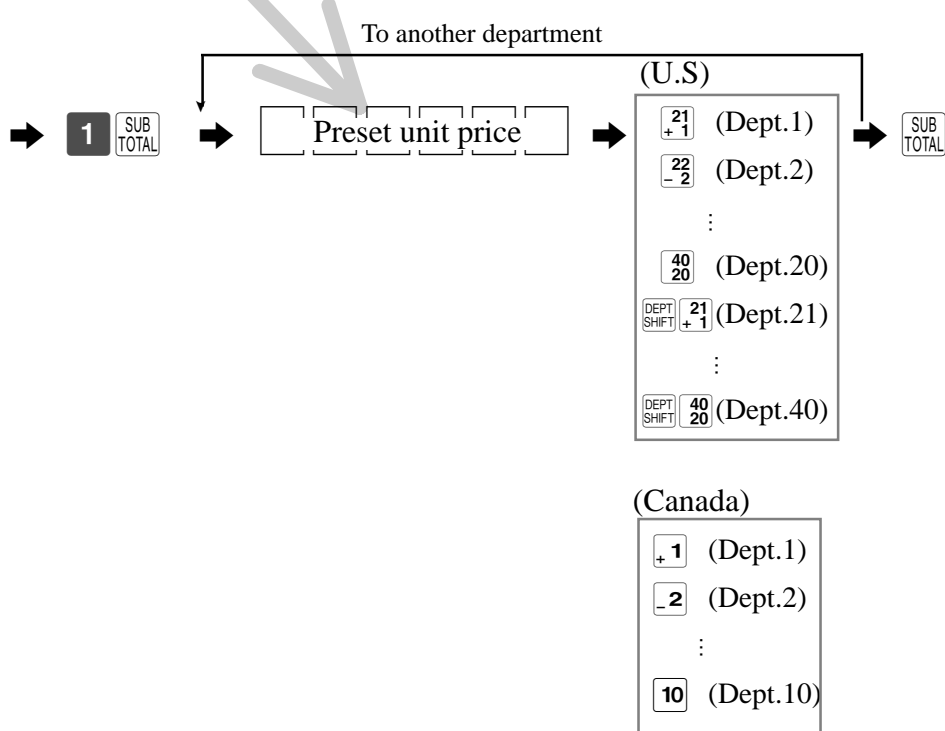 To another department
(U.S)
1 SUB TOTAL Preset unit price 21 + 1 (Dept.1) SUB TOTAL
22 − 2 (Dept.2)
⋮
40 20 (Dept.20)
DEPT SHIFT 21 + 1 (Dept.21)
⋮
DEPT SHIFT 40 20 (Dept.40)
(Canada)
+ 1 (Dept.1)
− 2 (Dept.2)
⋮
10 (Dept.10)